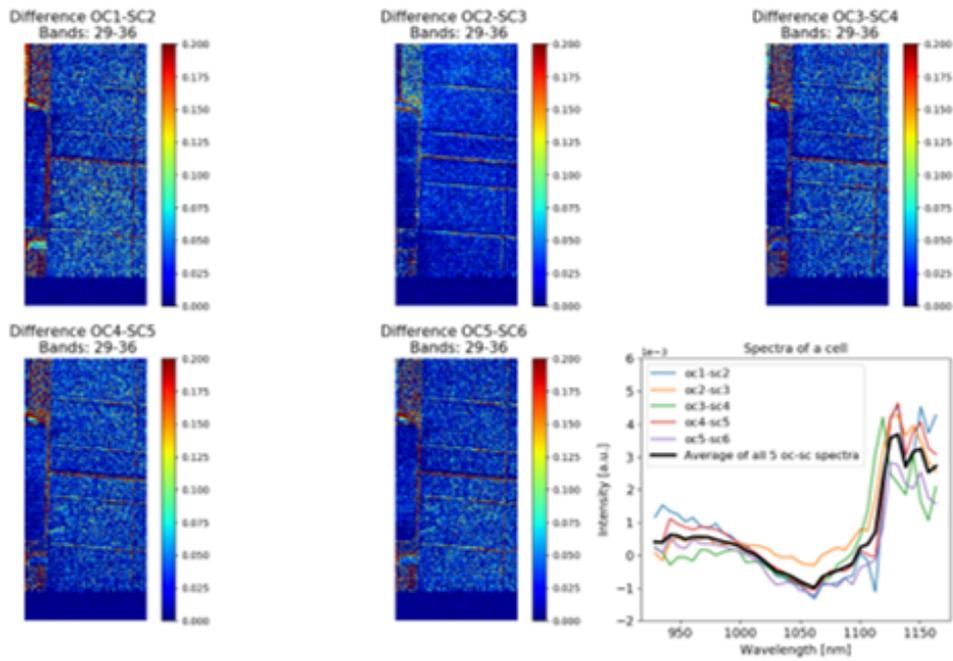 Difference OC1-SC2
Bands: 29-36
0.200
0.175
0.150
0.125
0.100
0.075
0.050
0.025
0.000
Difference OC2-SC3
Bands: 29-36
0.200
0.175
0.150
0.125
0.100
0.075
0.050
0.025
0.000
Difference OC3-SC4
Bands: 29-36
0.200
0.175
0.150
0.125
0.100
0.075
0.050
0.025
0.000
Difference OC4-SC5
Bands: 29-36
0.200
0.175
0.150
0.125
0.100
0.075
0.050
0.025
0.000
Difference OC5-SC6
Bands: 29-36
0.200
0.175
0.150
0.125
0.100
0.075
0.050
0.025
0.000
Spectra of a cell
1e−3
6
5
4
3
2
1
0
−1
−2
Intensity [a.u.]
oc1-sc2
oc2-sc3
oc3-sc4
oc4-sc5
oc5-sc6
Average of all 5 oc-sc spectra
950 1000 1050 1100 1150
Wavelength [nm]